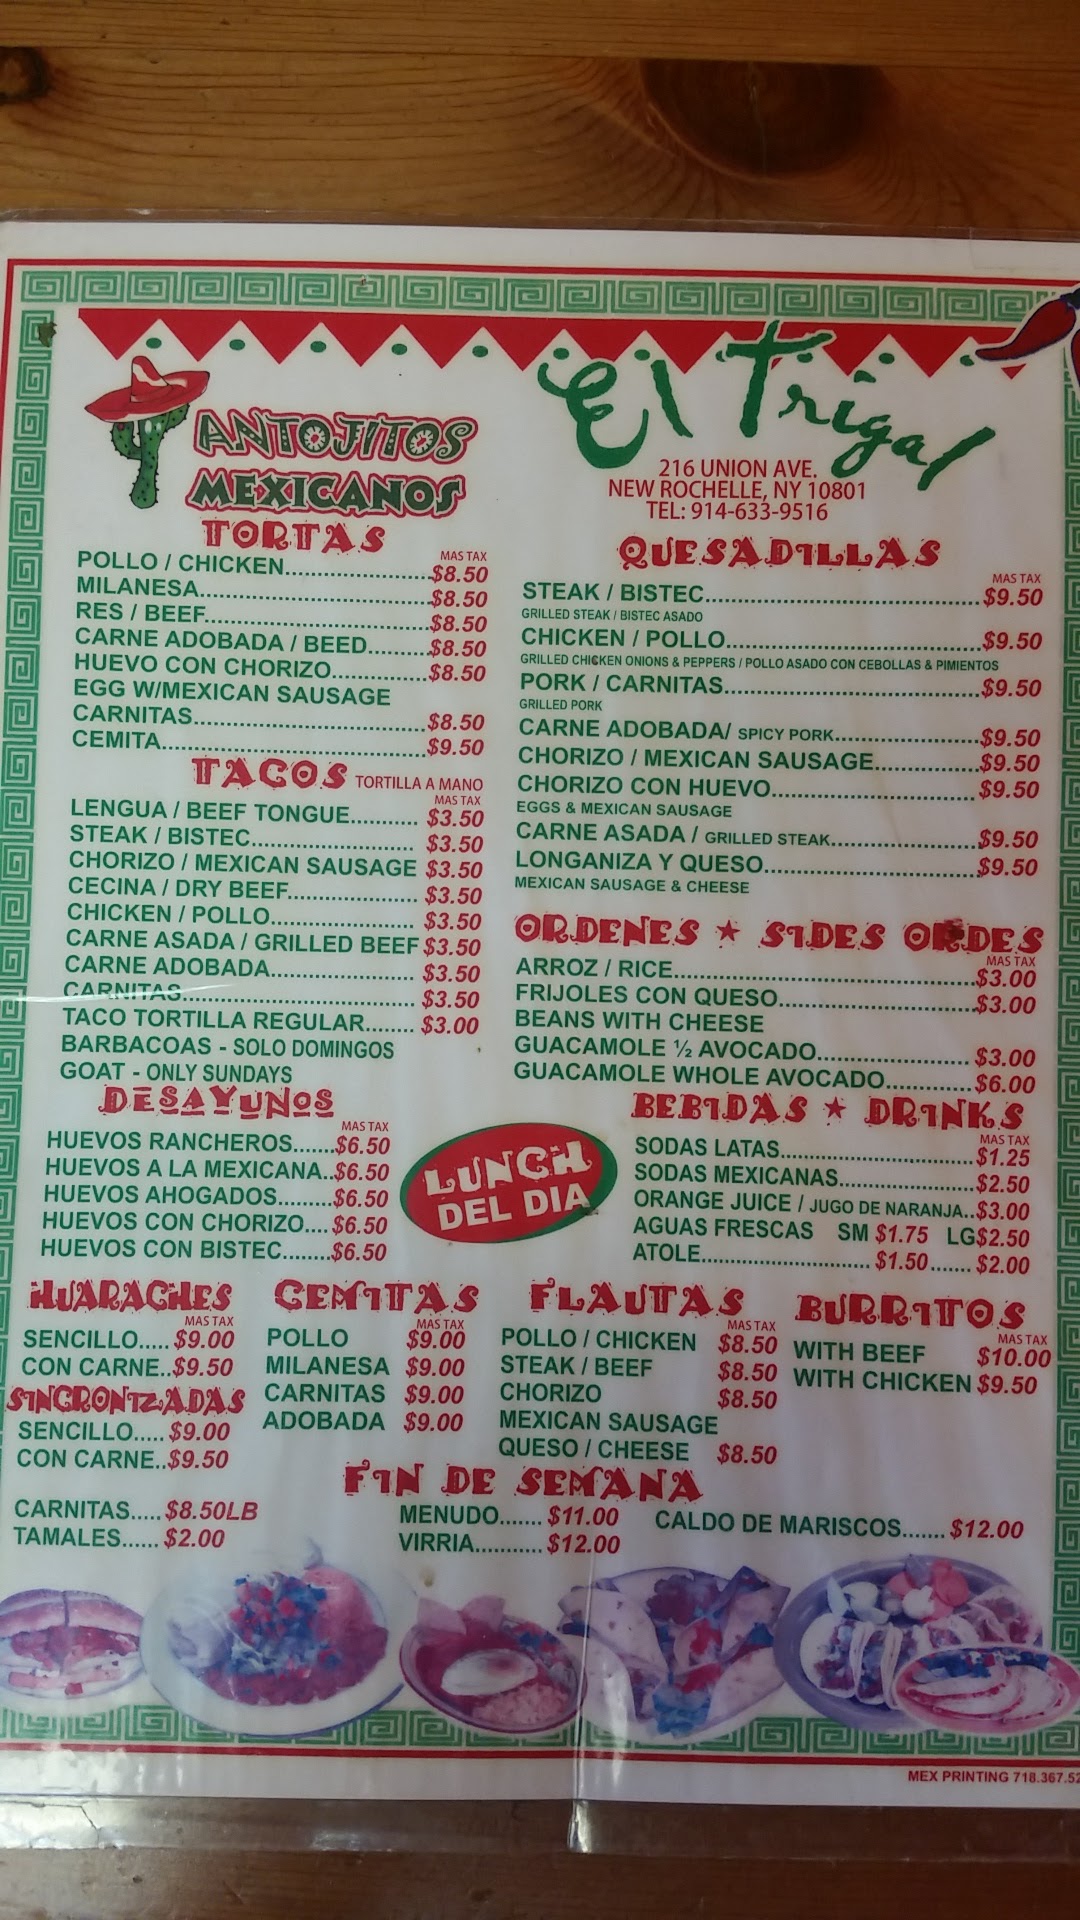 El Trigal
216 UNION AVE.
NEW ROCHELLE, NY 10801
TEL: 914-633-9516
ANTOJITOS
MEXICANOS
TORTAS
MAS TAX
POLLO / CHICKEN.......................$8.50
MILANESA.......................$8.50
RES / BEEF.......................$8.50
CARNE ADOBADA / BEED.........$8.50
HUEVO CON CHORIZO..............$8.50
EGG W/MEXICAN SAUSAGE
CARNITAS.......................$8.50
CEMITA.......................$9.50
TACOS TORTILLA A MANO
MAS TAX
LENGUA / BEEF TONGUE.......... $3.50
STEAK / BISTEC....................... $3.50
CHORIZO / MEXICAN SAUSAGE $3.50
CECINA / DRY BEEF................... $3.50
CHICKEN / POLLO..................... $3.50
CARNE ASADA / GRILLED BEEF $3.50
CARNE ADOBADA..................... $3.50
CARNITAS....................... $3.50
TACO TORTILLA REGULAR....... $3.00
BARBACOAS - SOLO DOMINGOS
GOAT - ONLY SUNDAYS
DESAYUNOS
MAS TAX
HUEVOS RANCHEROS......$6.50
HUEVOS A LA MEXICANA..$6.50
HUEVOS AHOGADOS........$6.50
HUEVOS CON CHORIZO....$6.50
HUEVOS CON BISTEC.......$6.50
LUNCH
DEL DIA
QUESADILLAS
MAS TAX
STEAK / BISTEC.......................$9.50
GRILLED STEAK / BISTEC ASADO
CHICKEN / POLLO.......................$9.50
GRILLED CHICKEN ONIONS & PEPPERS / POLLO ASADO CON CEBOLLAS & PIMIENTOS
PORK / CARNITAS.......................$9.50
GRILLED PORK
CARNE ADOBADA/ SPICY PORK.......................$9.50
CHORIZO / MEXICAN SAUSAGE................$9.50
CHORIZO CON HUEVO....................... $9.50
EGGS & MEXICAN SAUSAGE
CARNE ASADA / GRILLED STEAK.......................$9.50
LONGANIZA Y QUESO.......................$9.50
MEXICAN SAUSAGE & CHEESE
ORDENES ★ SIDES ORDES
MAS TAX
ARROZ / RICE.......................$3.00
FRIJOLES CON QUESO.......................$3.00
BEANS WITH CHEESE
GUACAMOLE ½ AVOCADO....................... $3.00
GUACAMOLE WHOLE AVOCADO............$6.00
BEBIDAS ★ DRINKS
MAS TAX
SODAS LATAS.......................$1.25
SODAS MEXICANAS.......................$2.50
ORANGE JUICE / JUGO DE NARANJA..$3.00
AGUAS FRESCAS SM $1.75 LG$2.50
ATOLE....................... $1.50...... $2.00
HUARACHES
MAS TAX
SENCILLO..... $9.00
CON CARNE..$9.50
SINCRONTZADAS
SENCILLO..... $9.00
CON CARNE..$9.50
CEMITAS
MAS TAX
POLLO $9.00
MILANESA $9.00
CARNITAS $9.00
ADOBADA $9.00
FLAUTAS
MAS TAX
POLLO / CHICKEN $8.50
STEAK / BEEF $8.50
CHORIZO $8.50
MEXICAN SAUSAGE
QUESO / CHEESE $8.50
BURRITOS
MAS TAX
WITH BEEF $10.00
WITH CHICKEN $9.50
FIN DE SEMANA
CARNITAS..... $8.50LB
TAMALES...... $2.00
MENUDO....... $11.00
VIRRIA........... $12.00
CALDO DE MARISCOS....... $12.00
MEX PRINTING 718.367.52